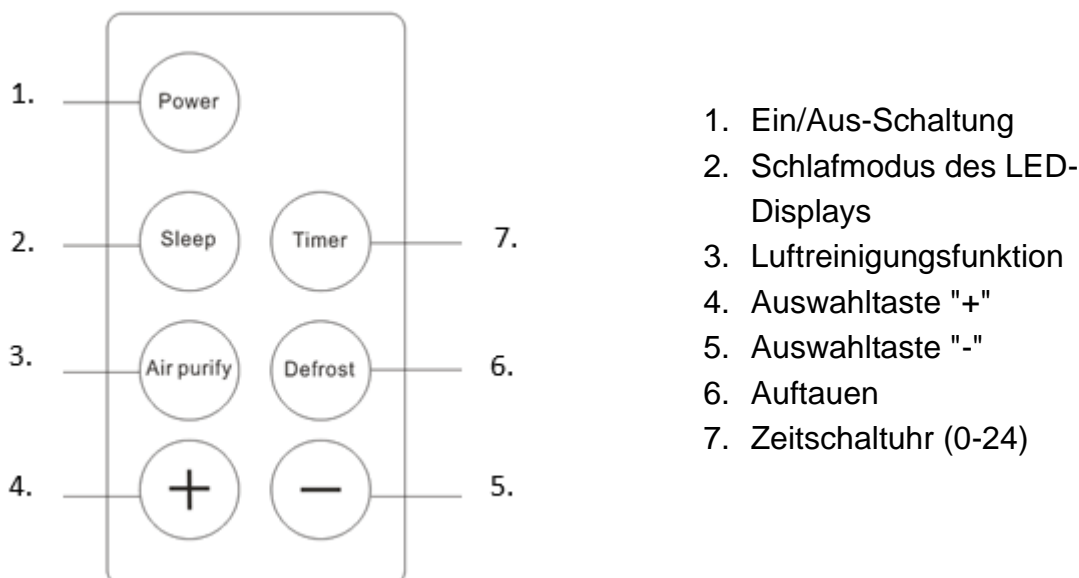 1.
Power
2.
Sleep
Timer
7.
3.
Air purify
Defrost
6.
4.
+
−
5.
1. Ein/Aus-Schaltung
2. Schlafmodus des LED-
Displays
3. Luftreinigungsfunktion
4. Auswahltaste "+"
5. Auswahltaste "-"
6. Auftauen
7. Zeitschaltuhr (0-24)